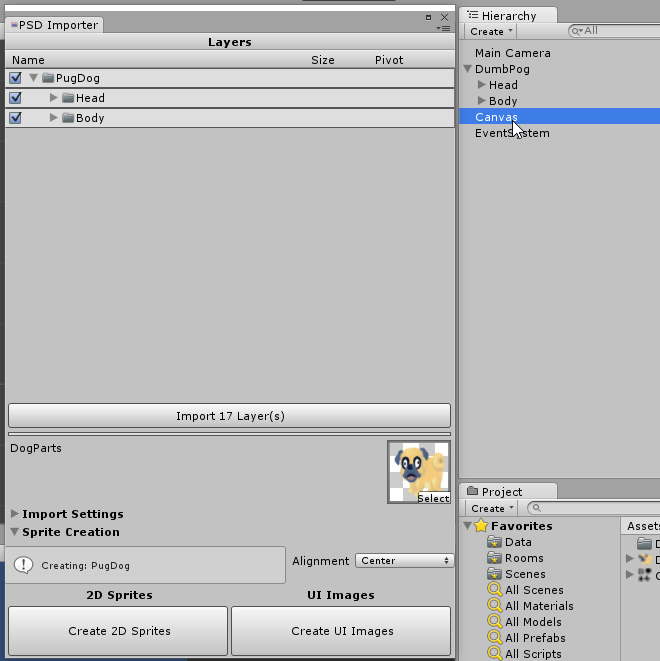 PSD Importer
Layers
Name Size Pivot
PugDog
Head
Body
Import 17 Layer(s)
DogParts
Select
Import Settings
Sprite Creation
Creating: PugDog
Alignment Center
2D Sprites UI Images
Create 2D Sprites Create UI Images
Hierarchy
Create All
Main Camera
DumbPog
Head
Body
Canvas
EventSystem
Project
Create
Favorites
Data
Rooms
Scenes
All Scenes
All Materials
All Models
All Prefabs
All Scripts
Assets